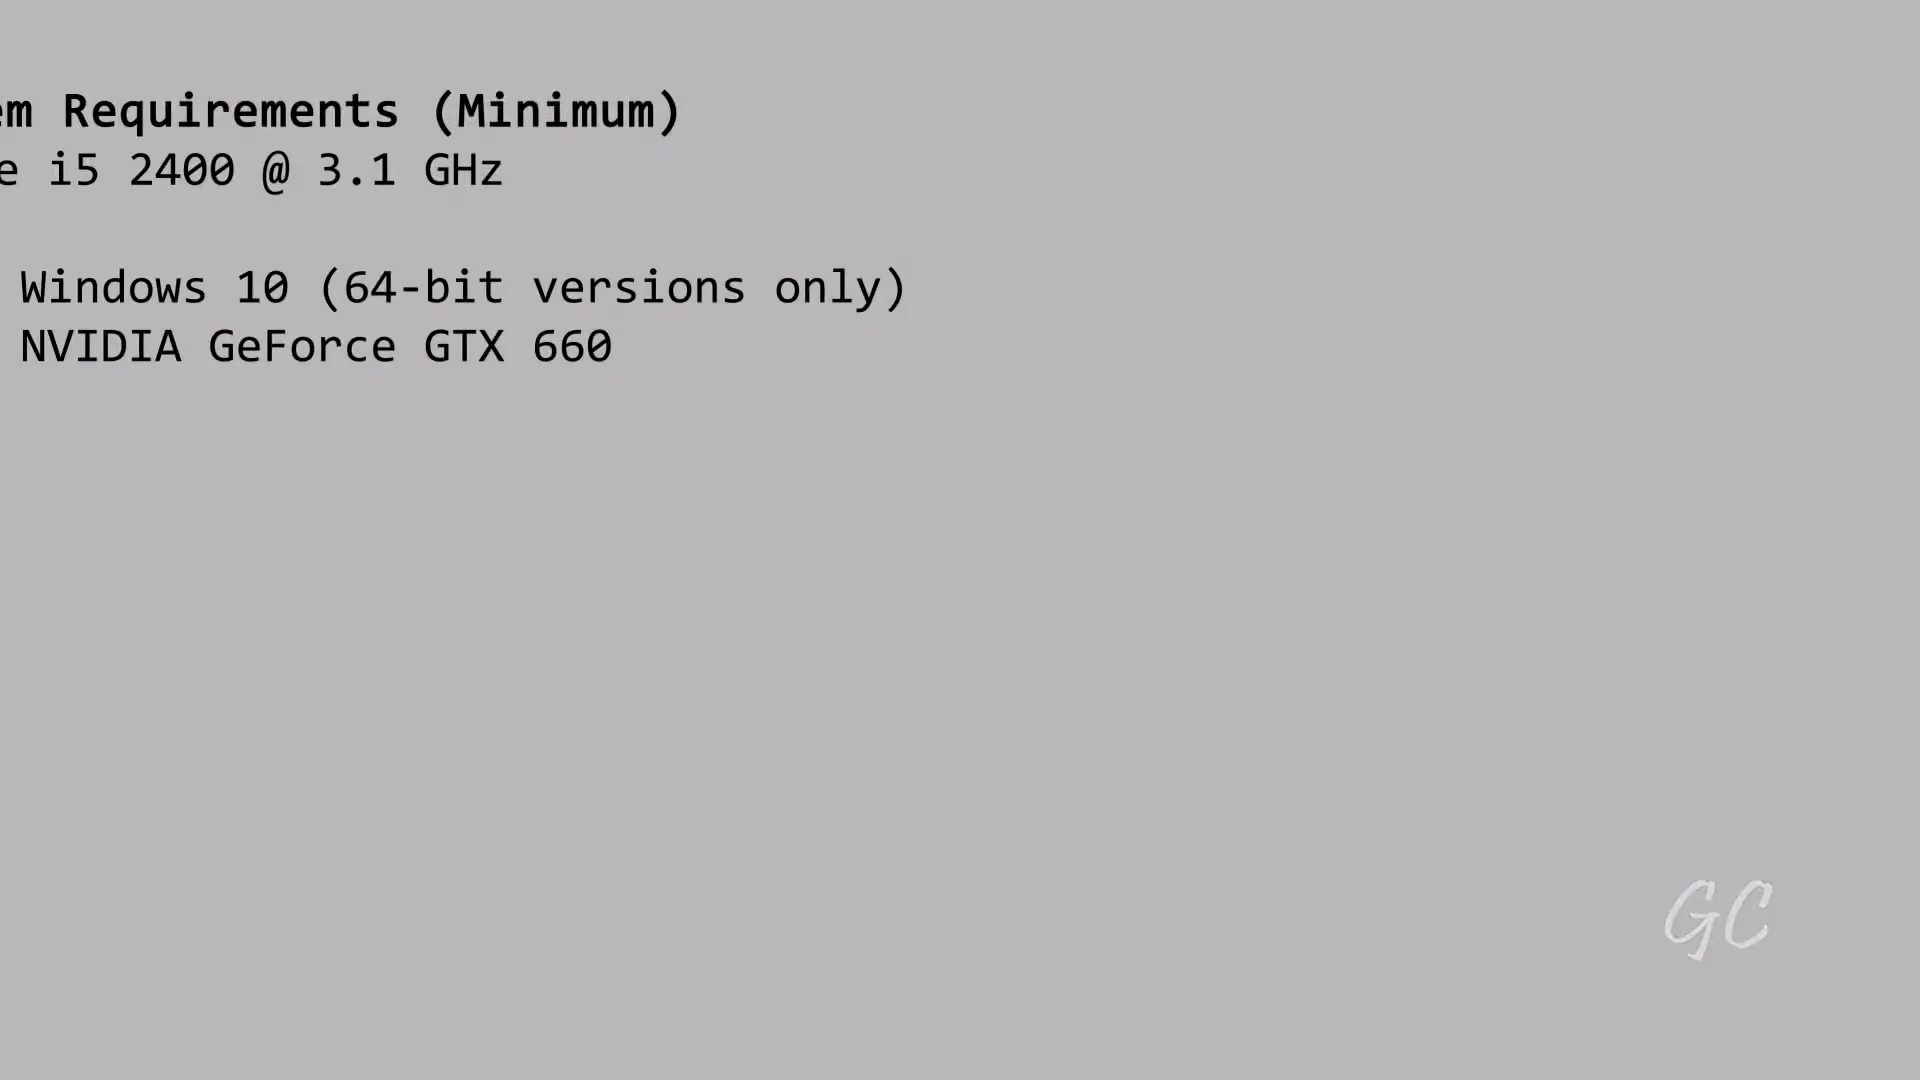 em Requirements (Minimum)
e i5 2400 @ 3.1 GHz
Windows 10 (64-bit versions only)
NVIDIA GeForce GTX 660
GC